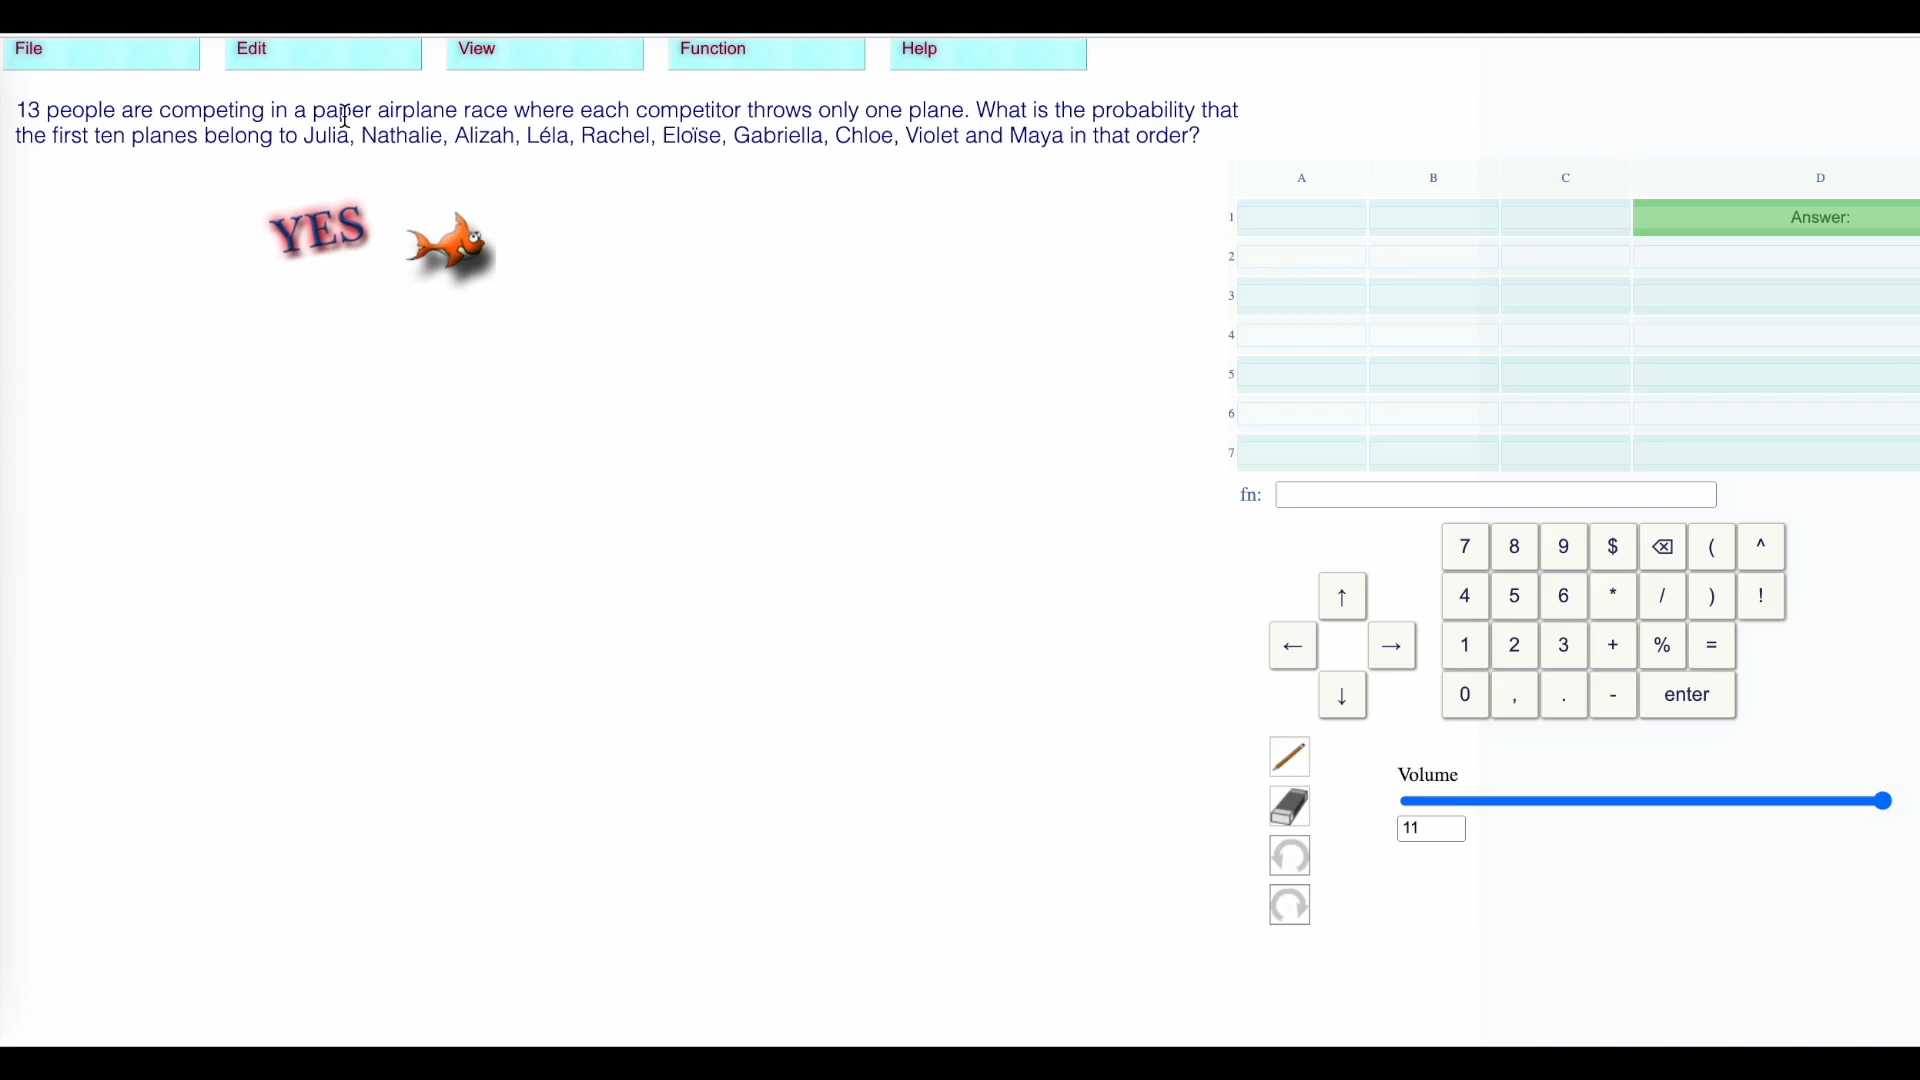 File Edit View Function Help
13 people are competing in a paper airplane race where each competitor throws only one plane. What is the probability that
the first ten planes belong to Julia, Nathalie, Alizah, Léla, Rachel, Eloïse, Gabriella, Chloe, Violet and Maya in that order?
YES
A B C D
1 Answer:
2
3
4
5
6
7
fn:
7 8 9 $ ⌫ ( ^
↑ 4 5 6 * / ) !
← → 1 2 3 + % =
↓ 0 , . - enter
Volume
11